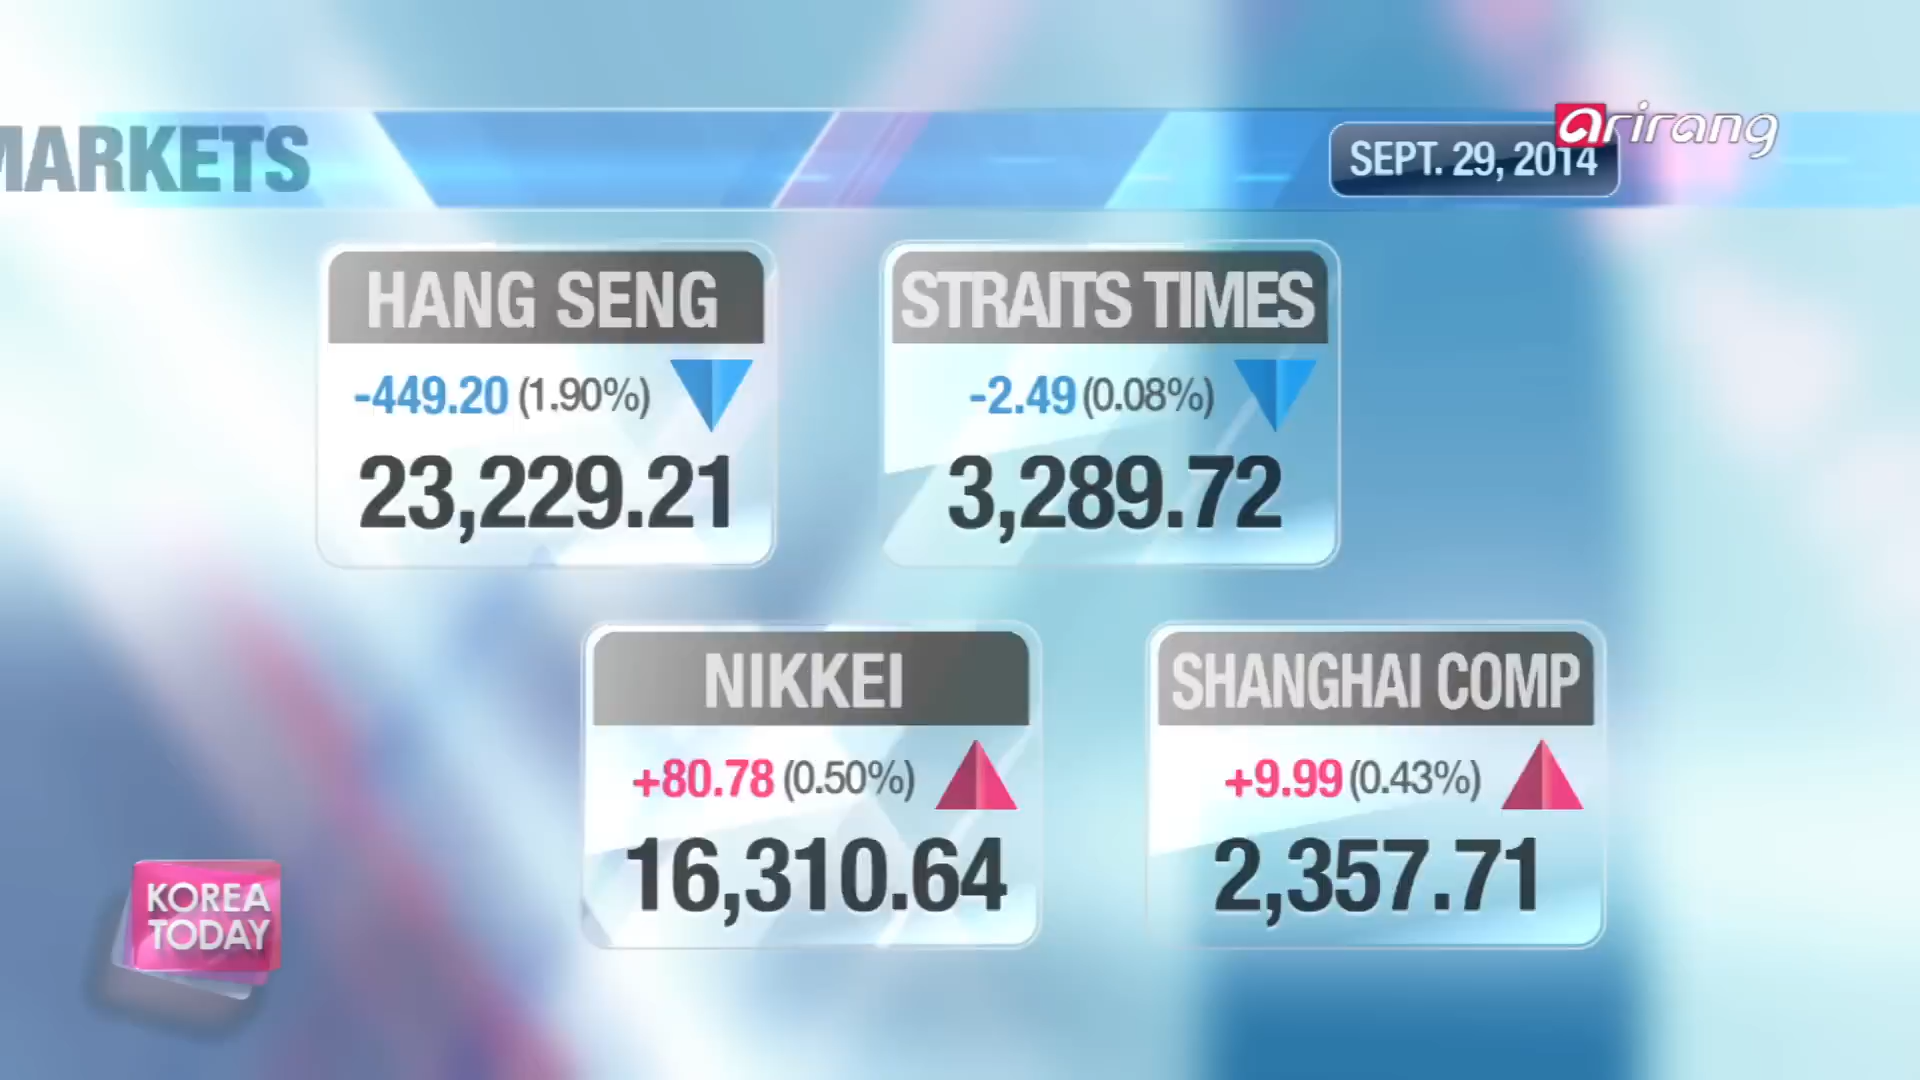 MARKETS
SEPT. 29, 2014
arirang
HANG SENG
-449.20 (1.90%)
23,229.21
STRAITS TIMES
-2.49 (0.08%)
3,289.72
NIKKEI
+80.78 (0.50%)
16,310.64
SHANGHAI COMP
+9.99 (0.43%)
2,357.71
KOREA
TODAY